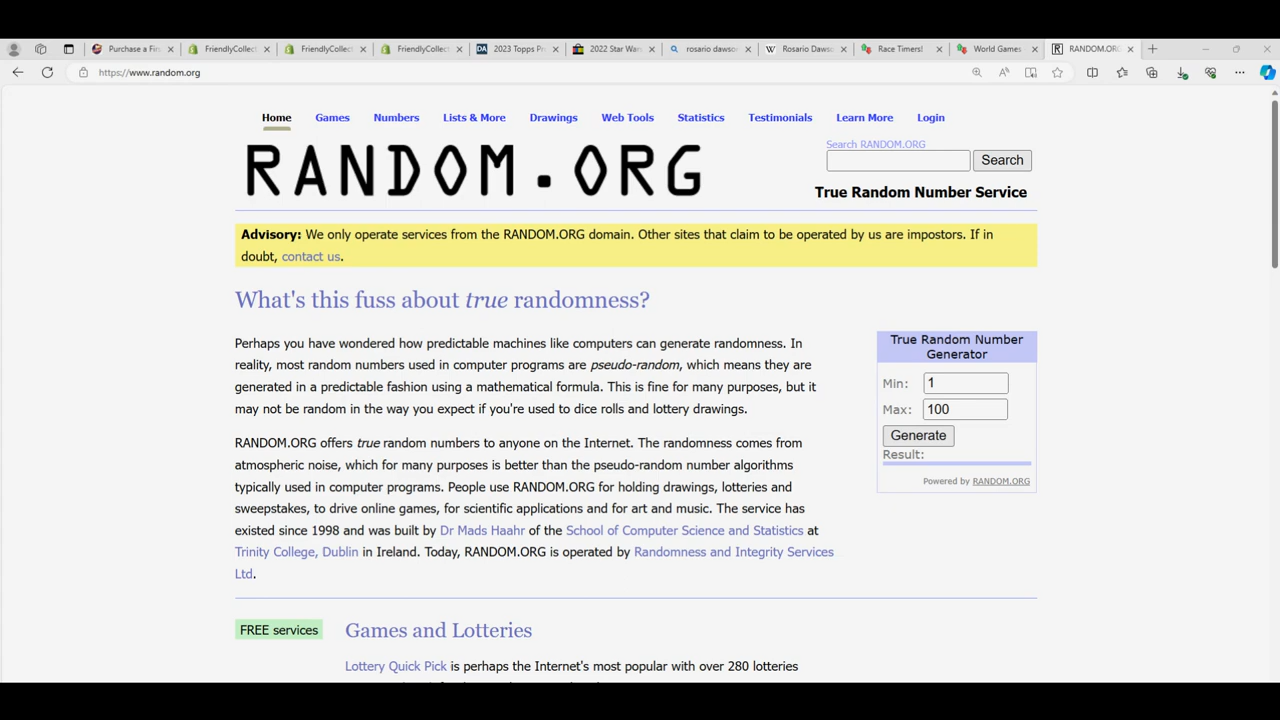 Purchase a Fir
FriendlyCollect
FriendlyCollect
FriendlyCollect
2023 Topps Pr
2022 Star War
rosario dawso
Rosario Dawso
Race Timers!
World Games
RANDOM.ORG
https://www.random.org
Home Games Numbers Lists & More Drawings Web Tools Statistics Testimonials Learn More Login
Search RANDOM.ORG
RANDOM.ORG
Search
True Random Number Service
Advisory: We only operate services from the RANDOM.ORG domain. Other sites that claim to be operated by us are impostors. If in
doubt, contact us.
What's this fuss about true randomness?
Perhaps you have wondered how predictable machines like computers can generate randomness. In
reality, most random numbers used in computer programs are pseudo-random, which means they are
generated in a predictable fashion using a mathematical formula. This is fine for many purposes, but it
may not be random in the way you expect if you're used to dice rolls and lottery drawings.
RANDOM.ORG offers true random numbers to anyone on the Internet. The randomness comes from
atmospheric noise, which for many purposes is better than the pseudo-random number algorithms
typically used in computer programs. People use RANDOM.ORG for holding drawings, lotteries and
sweepstakes, to drive online games, for scientific applications and for art and music. The service has
existed since 1998 and was built by Dr Mads Haahr of the School of Computer Science and Statistics at
Trinity College, Dublin in Ireland. Today, RANDOM.ORG is operated by Randomness and Integrity Services
Ltd.
True Random Number
Generator
Min: 1
Max: 100
Generate
Result:
Powered by RANDOM.ORG
FREE services
Games and Lotteries
Lottery Quick Pick is perhaps the Internet's most popular with over 280 lotteries